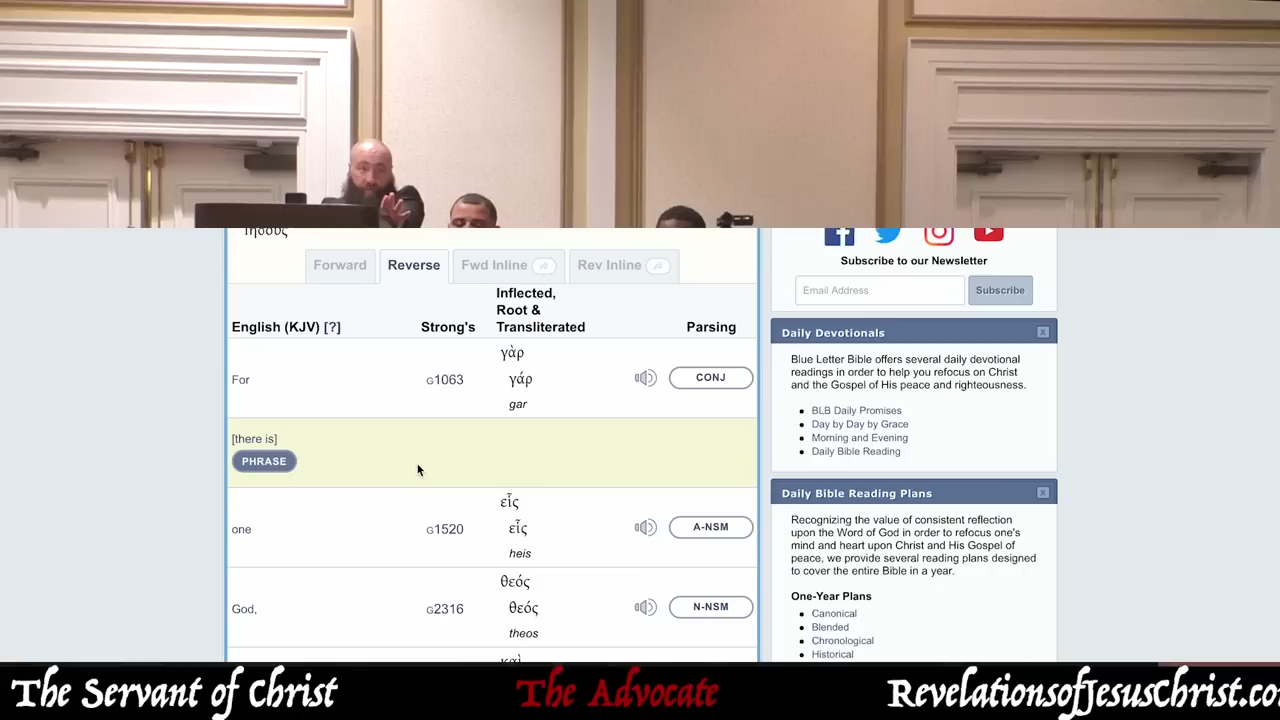 Ἰησοῦς
Forward Reverse Fwd Inline Rev Inline
Inflected,
Root &
English (KJV) [?] Strong's Transliterated Parsing
γὰρ
For G1063 γάρ CONJ
gar
[there is]
PHRASE
εἷς
one G1520 εἷς A-NSM
heis
θεός
God, G2316 θεός N-NSM
theos
καὶ
Subscribe to our Newsletter
Email Address Subscribe
Daily Devotionals x
Blue Letter Bible offers several daily devotional
readings in order to help you refocus on Christ
and the Gospel of His peace and righteousness.
BLB Daily Promises
Day by Day by Grace
Morning and Evening
Daily Bible Reading
Daily Bible Reading Plans x
Recognizing the value of consistent reflection
upon the Word of God in order to refocus one's
mind and heart upon Christ and His Gospel of
peace, we provide several reading plans designed
to cover the entire Bible in a year.
One-Year Plans
Canonical
Blended
Chronological
Historical
The Servant of Christ The Advocate RevelationsofJesusChrist.co